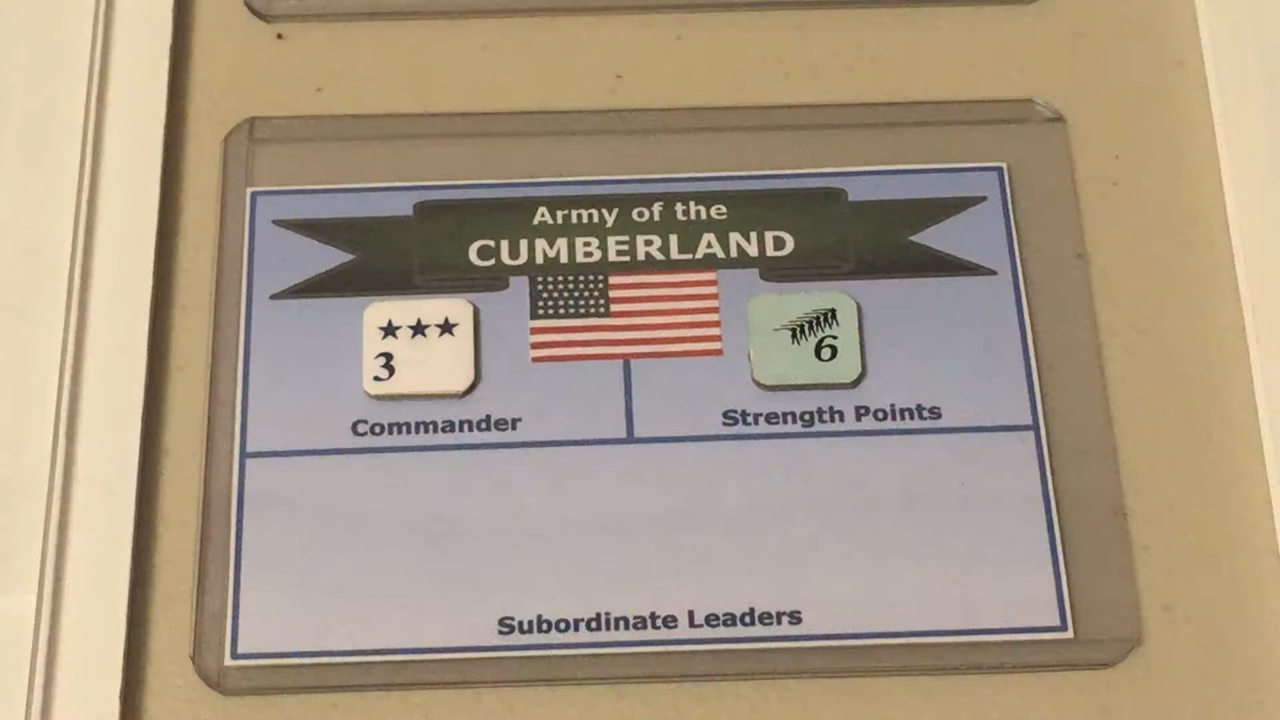 Army of the
CUMBERLAND
3
6
Commander
Strength Points
Subordinate Leaders